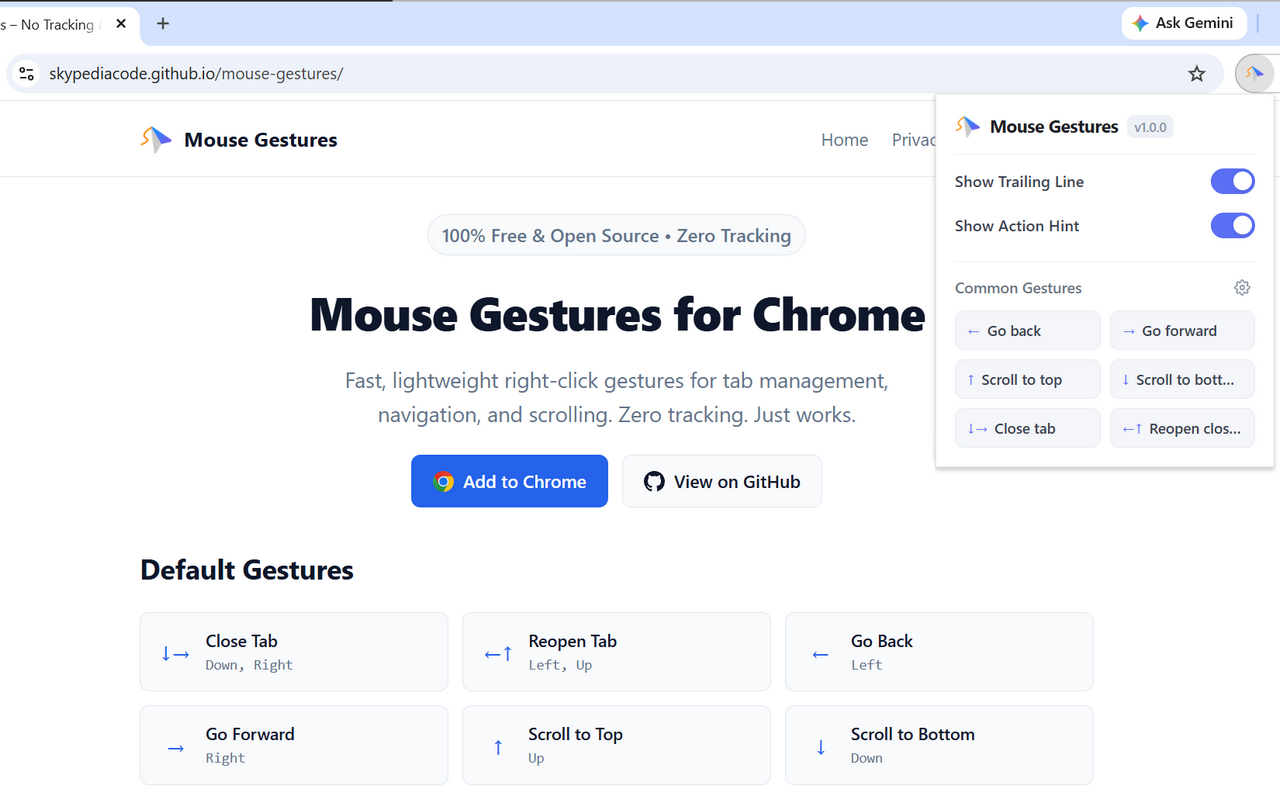 s – No Tracking
Ask Gemini
skypediacode.github.io/mouse-gestures/
Mouse Gestures
Home
Privac
Mouse Gestures v1.0.0
Show Trailing Line
Show Action Hint
Common Gestures
← Go back
→ Go forward
↑ Scroll to top
↓ Scroll to bott...
↓→ Close tab
←↑ Reopen clos...
100% Free & Open Source • Zero Tracking
Mouse Gestures for Chrome
Fast, lightweight right-click gestures for tab management,
navigation, and scrolling. Zero tracking. Just works.
Add to Chrome
View on GitHub
Default Gestures
↓→ Close Tab
Down, Right
←↑ Reopen Tab
Left, Up
← Go Back
Left
→ Go Forward
Right
↑ Scroll to Top
Up
↓ Scroll to Bottom
Down